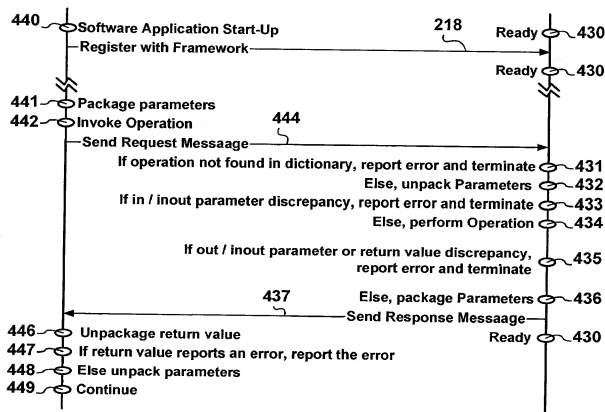 440 Software Application Start-Up Ready 430
Register with Framework 218
Ready 430
441 Package parameters
442 Invoke Operation
444
Send Request Messaage
If operation not found in dictionary, report error and terminate 431
Else, unpack Parameters 432
If in / inout parameter discrepancy, report error and terminate 433
Else, perform Operation 434
If out / inout parameter or return value discrepancy,
report error and terminate 435
Else, package Parameters 436
437
Send Response Messaage
446 Unpackage return value Ready 430
447 If return value reports an error, report the error
448 Else unpack parameters
449 Continue